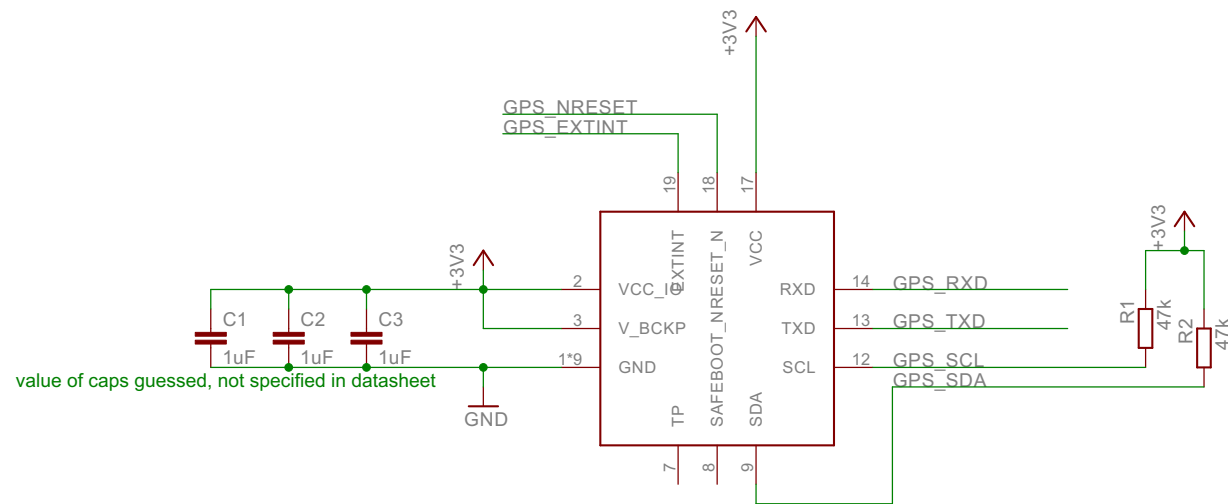 +3V3
GPS_NRESET
GPS_EXTINT
19
18
17
EXTINT
SAFEBOOT_NRESET_N
VCC
+3V3
+3V3
2
VCC_IO
RXD
14
GPS_RXD
C1
C2
C3
3
V_BCKP
TXD
13
GPS_TXD
R1
47k
R2
47k
1uF
1uF
1uF
1*9
GND
SCL
12
GPS_SCL
value of caps guessed, not specified in datasheet
GPS_SDA
GND
TP
SDA
7
8
9